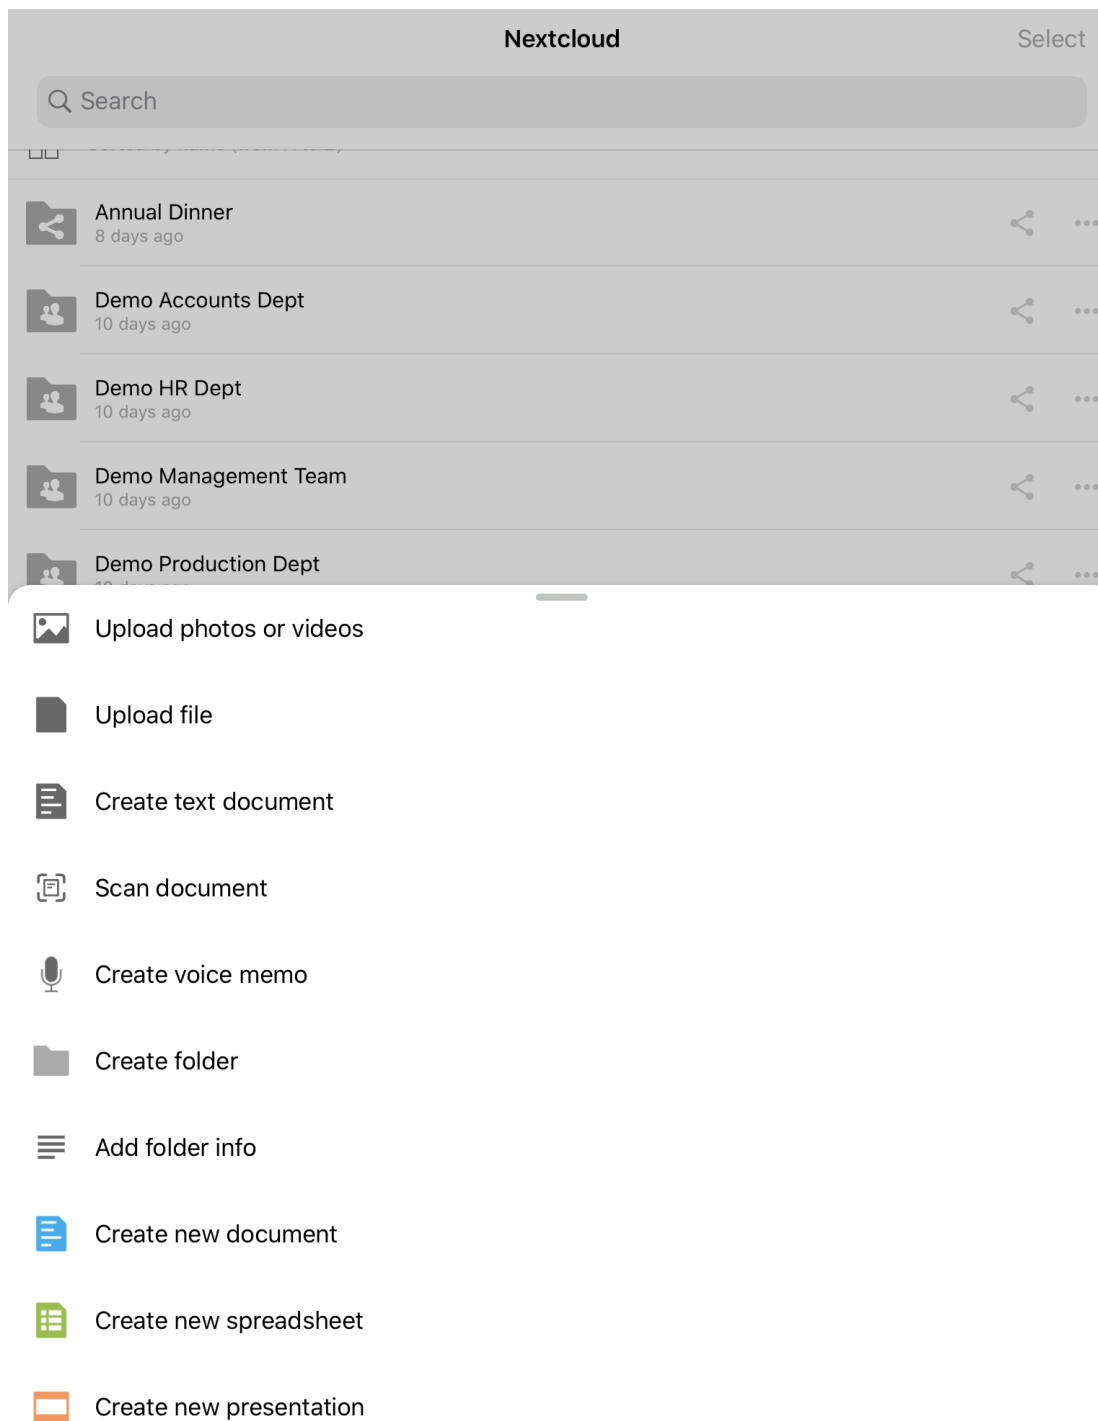 Nextcloud
Select
Search
Annual Dinner
8 days ago
Demo Accounts Dept
10 days ago
Demo HR Dept
10 days ago
Demo Management Team
10 days ago
Demo Production Dept
Upload photos or videos
Upload file
Create text document
Scan document
Create voice memo
Create folder
Add folder info
Create new document
Create new spreadsheet
Create new presentation